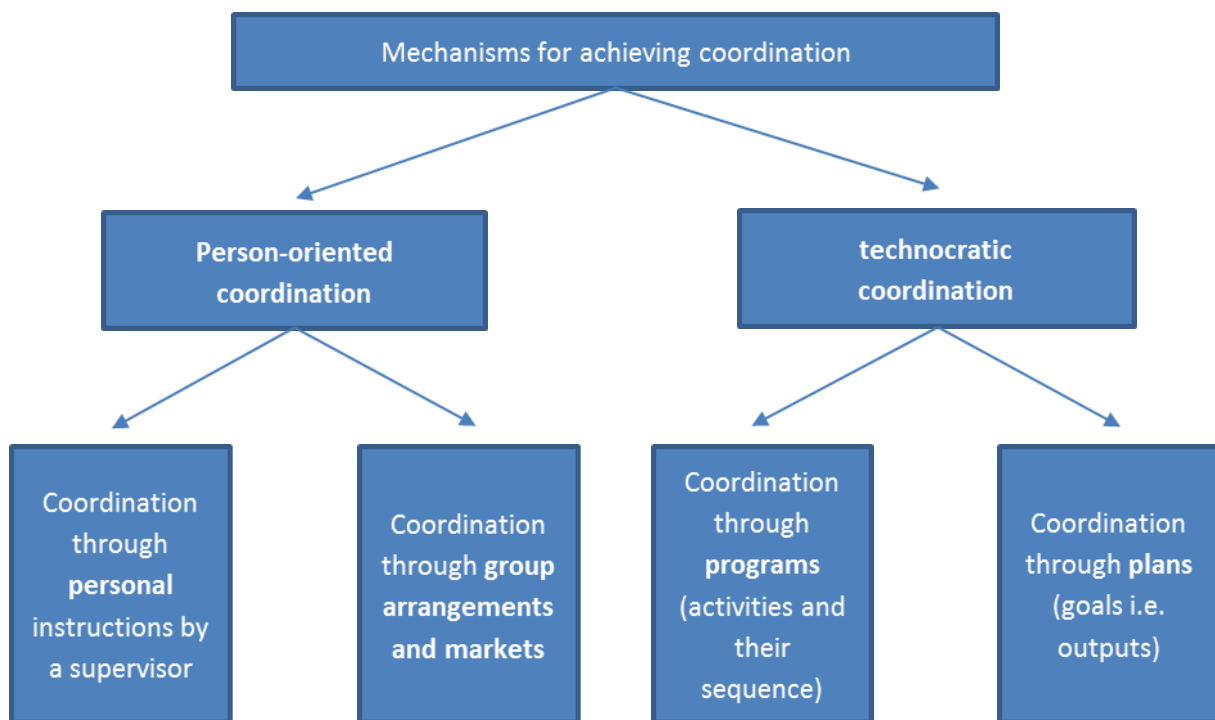 Mechanisms for achieving coordination
Person-oriented
coordination
technocratic
coordination
Coordination
through
personal
instructions by
a supervisor
Coordination
through group
arrangements
and markets
Coordination
through
programs
(activities and
their
sequence)
Coordination
through plans
(goals i.e.
outputs)